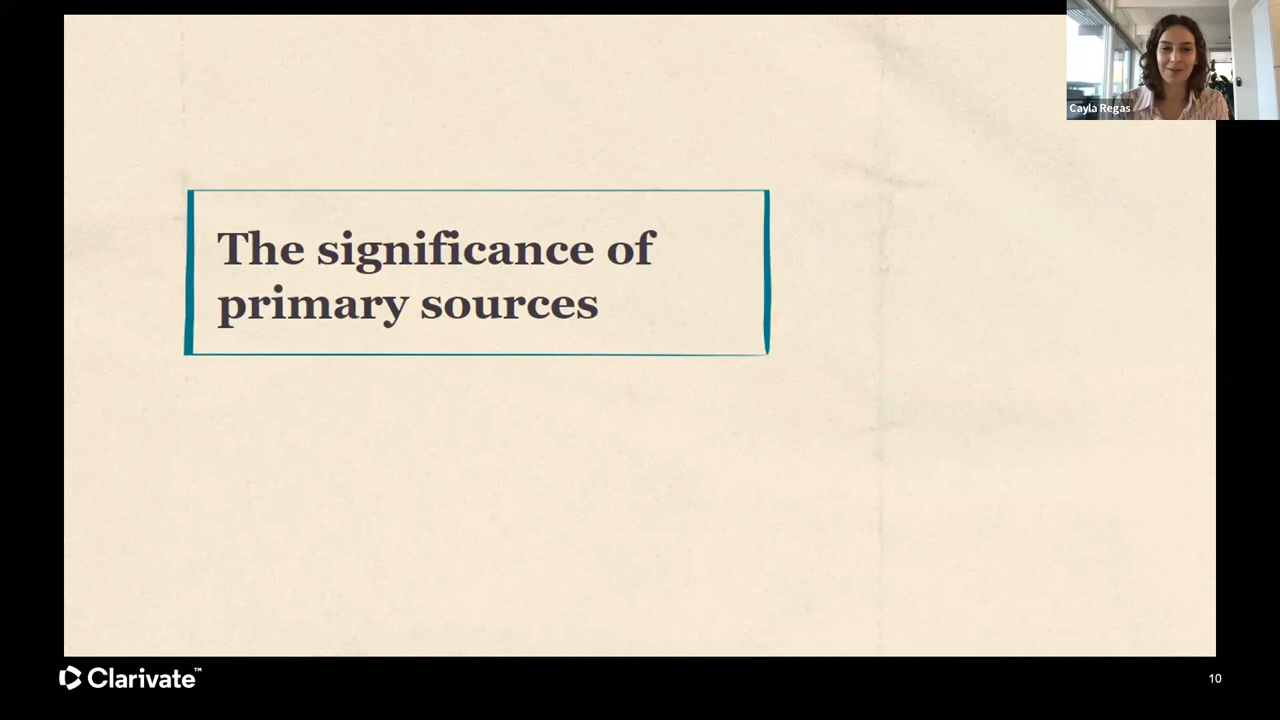 Cayla Regas
The significance of
primary sources
Clarivate™
10